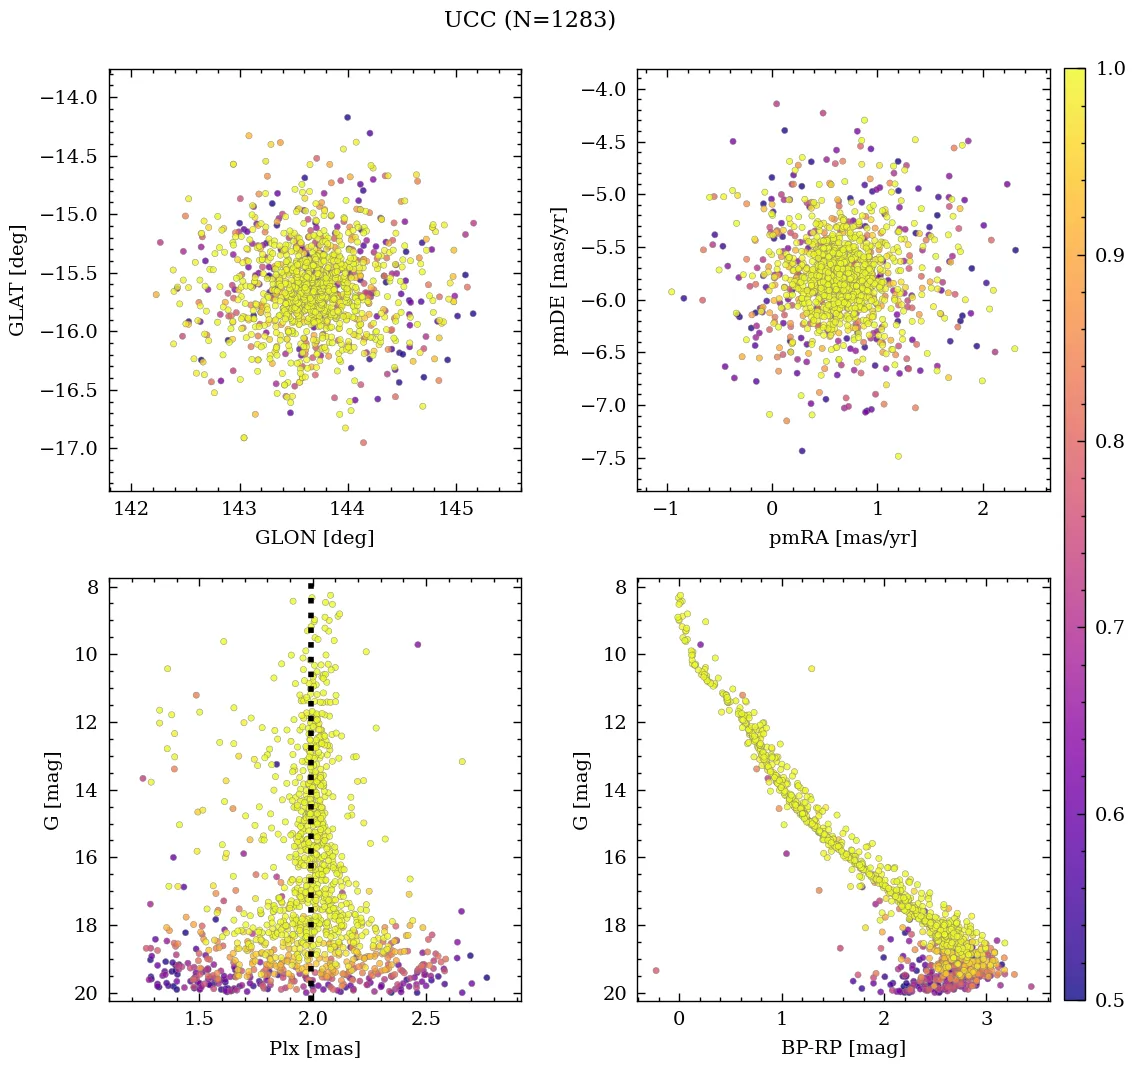 UCC (N=1283)
−14.0
−14.5
−15.0
−15.5
−16.0
−16.5
−17.0
GLAT [deg]
142 143 144 145
GLON [deg]
−4.0
−4.5
−5.0
−5.5
−6.0
−6.5
−7.0
−7.5
pmDE [mas/yr]
−1 0 1 2
pmRA [mas/yr]
1.0
0.9
0.8
0.7
0.6
0.5
8
10
12
14
16
18
20
G [mag]
1.5 2.0 2.5
Plx [mas]
8
10
12
14
16
18
20
G [mag]
0 1 2 3
BP-RP [mag]